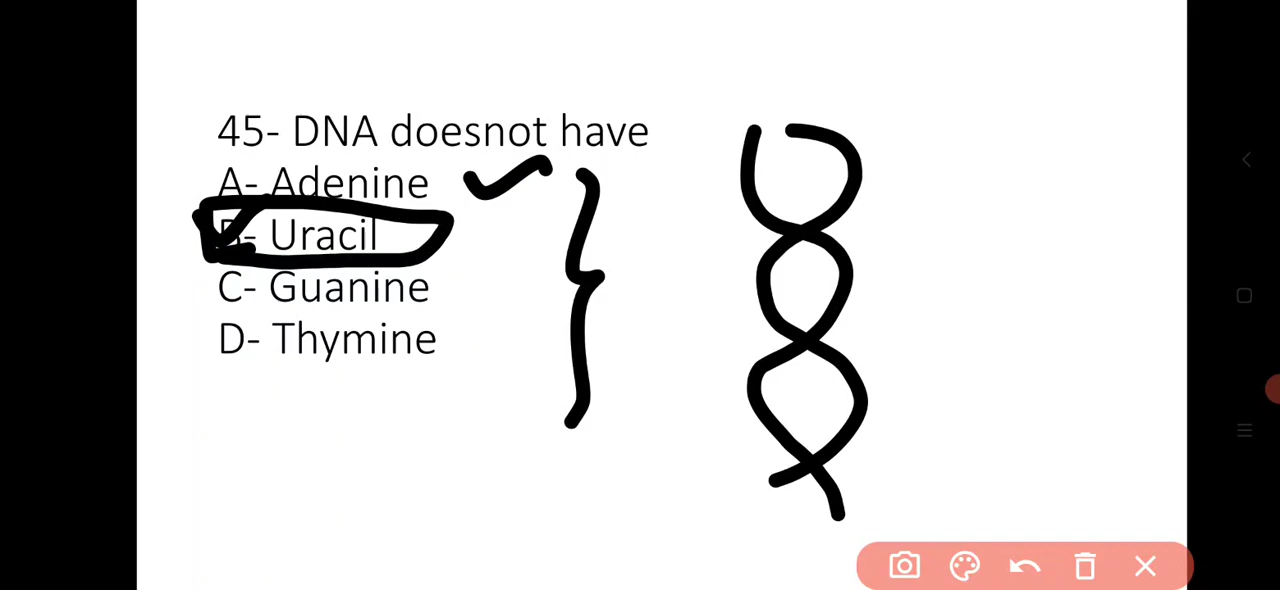 45- DNA doesnot have
A- Adenine
B- Uracil
C- Guanine
D- Thymine